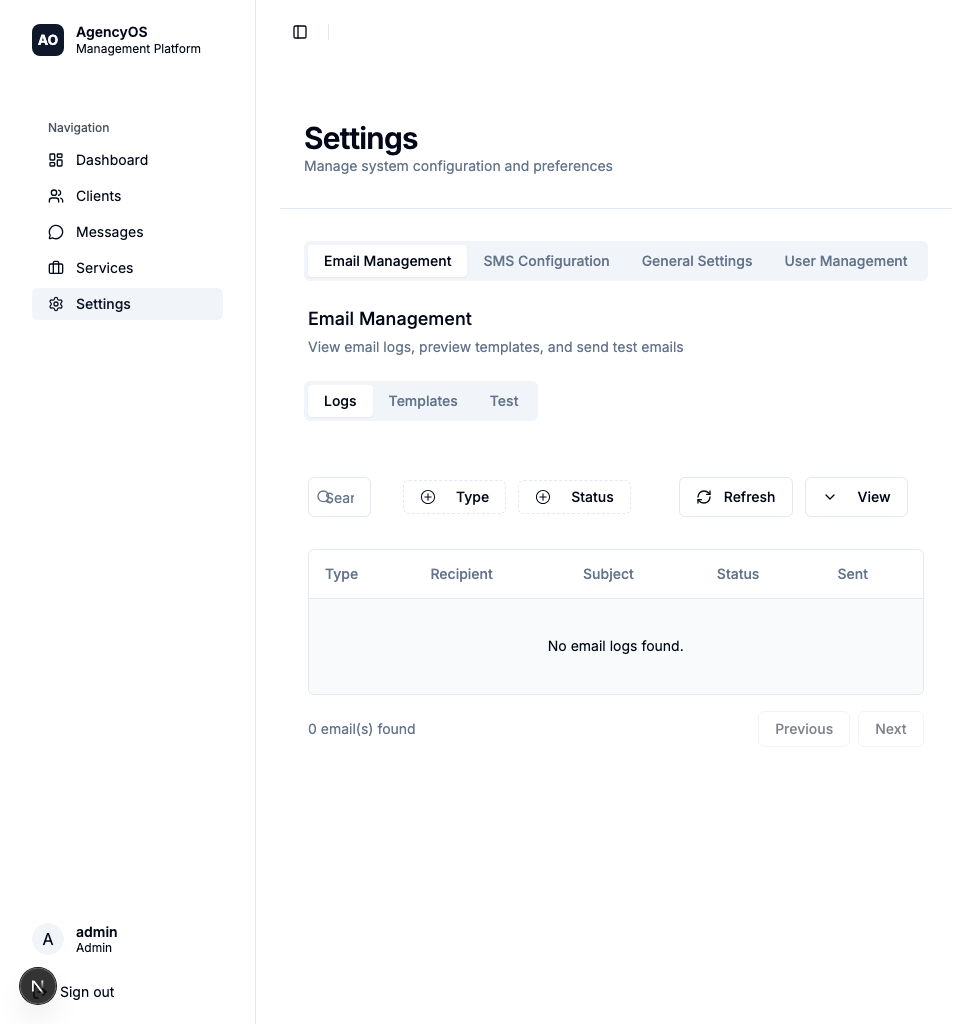 AO
AgencyOS
Management Platform
Navigation
Dashboard
Clients
Messages
Services
Settings
admin
A
Admin
N
Sign out
Settings
Manage system configuration and preferences
Email Management SMS Configuration General Settings User Management
Email Management
View email logs, preview templates, and send test emails
Logs Templates Test
Sear Type Status Refresh View
Type Recipient Subject Status Sent
No email logs found.
0 email(s) found Previous Next